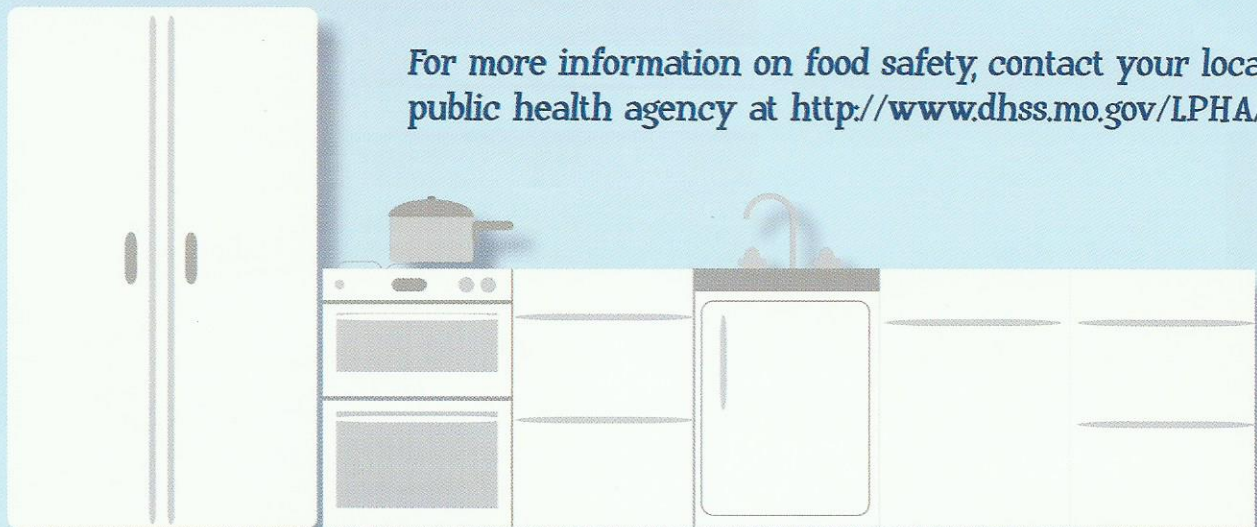 For more information on food safety, contact your loca
public health agency at http://www.dhss.mo.gov/LPHA/